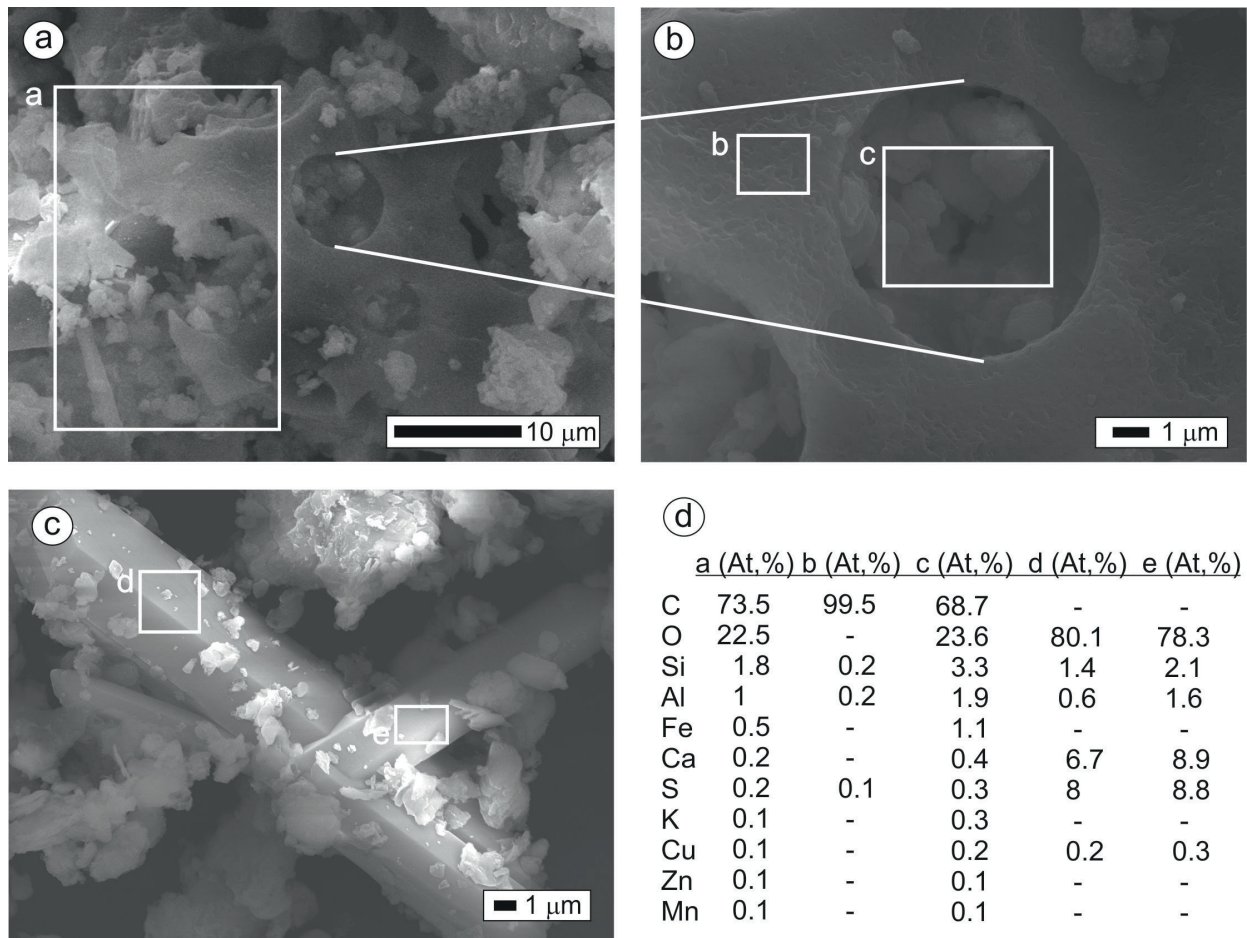 a
a
10 μm
b
b
c
1 μm
c
d
e
1 μm
d
a (At,%) b (At,%) c (At,%) d (At,%) e (At,%)
C 73.5 99.5 68.7 - -
O 22.5 - 23.6 80.1 78.3
Si 1.8 0.2 3.3 1.4 2.1
Al 1 0.2 1.9 0.6 1.6
Fe 0.5 - 1.1 - -
Ca 0.2 - 0.4 6.7 8.9
S 0.2 0.1 0.3 8 8.8
K 0.1 - 0.3 - -
Cu 0.1 - 0.2 0.2 0.3
Zn 0.1 - 0.1 - -
Mn 0.1 - 0.1 - -